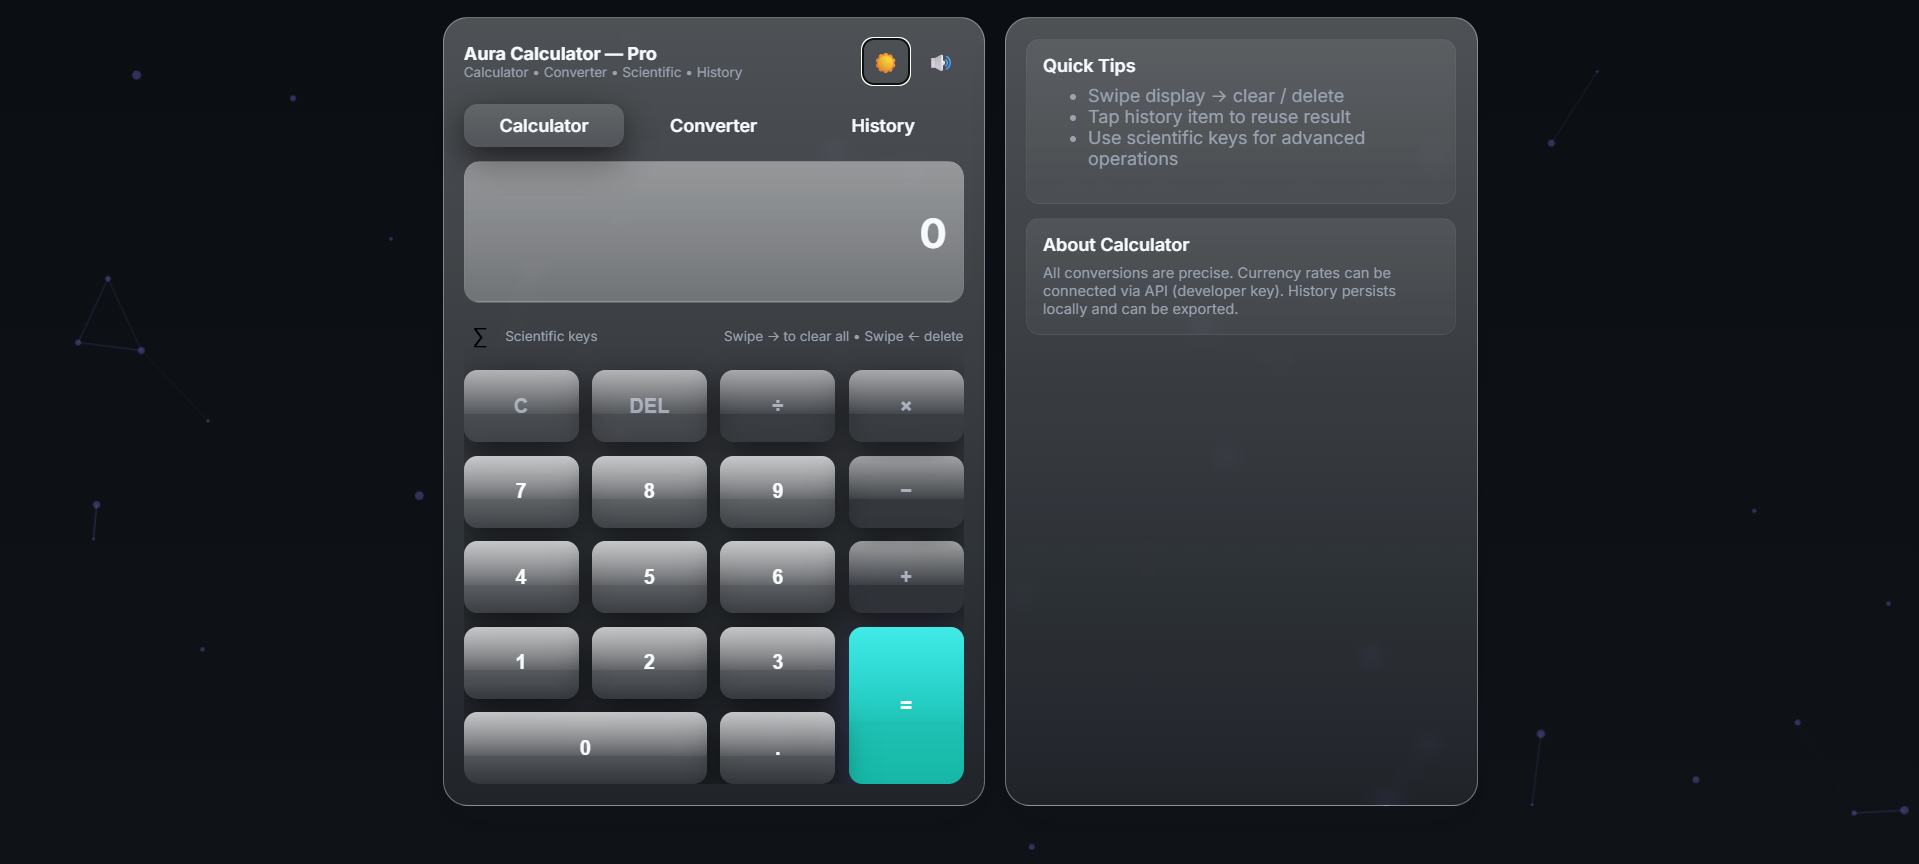 Aura Calculator — Pro
Calculator • Converter • Scientific • History
Calculator
Converter
History
0
∑
Scientific keys
Swipe → to clear all • Swipe ← delete
C
DEL
÷
×
7
8
9
−
4
5
6
+
1
2
3
=
0
.
Quick Tips
• Swipe display → clear / delete
• Tap history item to reuse result
• Use scientific keys for advanced
operations
About Calculator
All conversions are precise. Currency rates can be
connected via API (developer key). History persists
locally and can be exported.